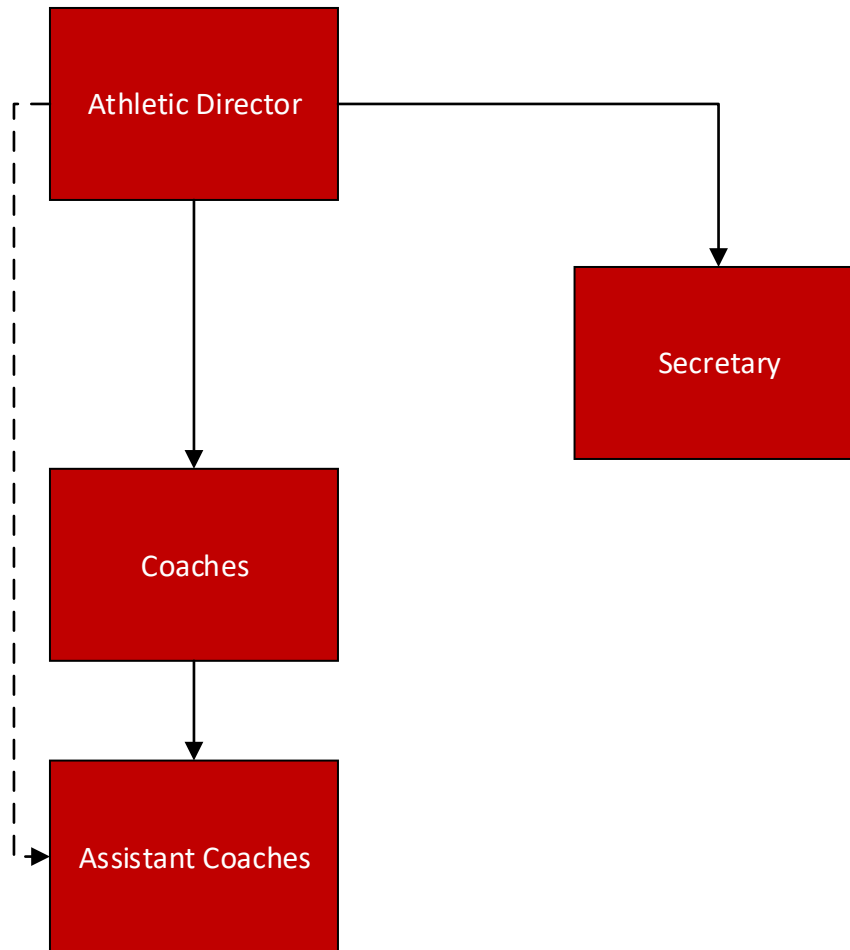 Athletic Director
Secretary
Coaches
Assistant Coaches